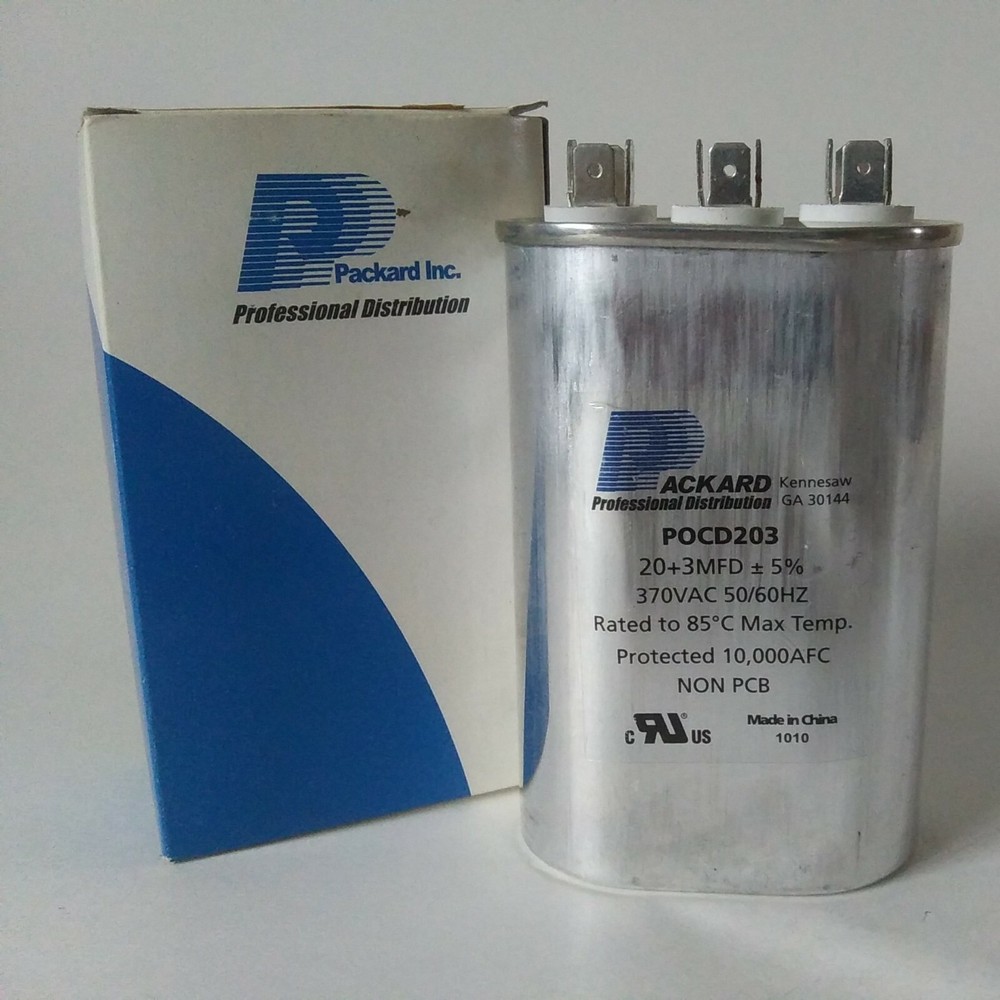 Packard Inc.
Professional Distribution
PACKARD Kennesaw
Professional Distribution GA 30144
POCD203
20+3MFD ± 5%
370VAC 50/60HZ
Rated to 85°C Max Temp.
Protected 10,000AFC
NON PCB
c RU® US Made in China
1010